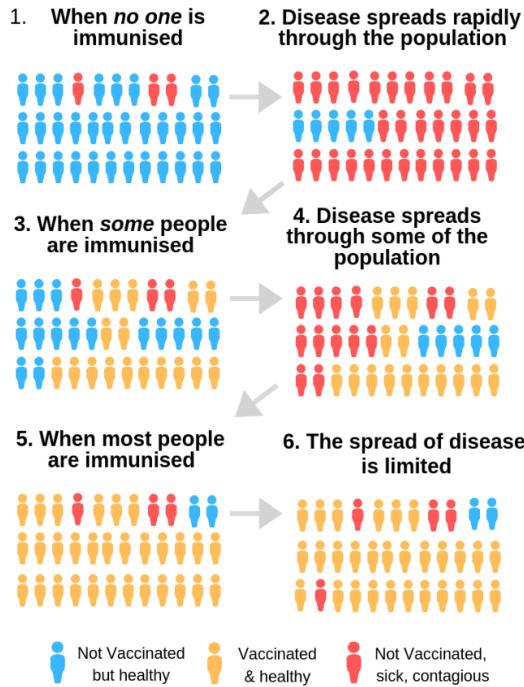 1. When no one is
immunised
2. Disease spreads rapidly
through the population
3. When some people
are immunised
4. Disease spreads
through some of the
population
5. When most people
are immunised
6. The spread of disease
is limited
Not Vaccinated
but healthy
Vaccinated
& healthy
Not Vaccinated,
sick, contagious